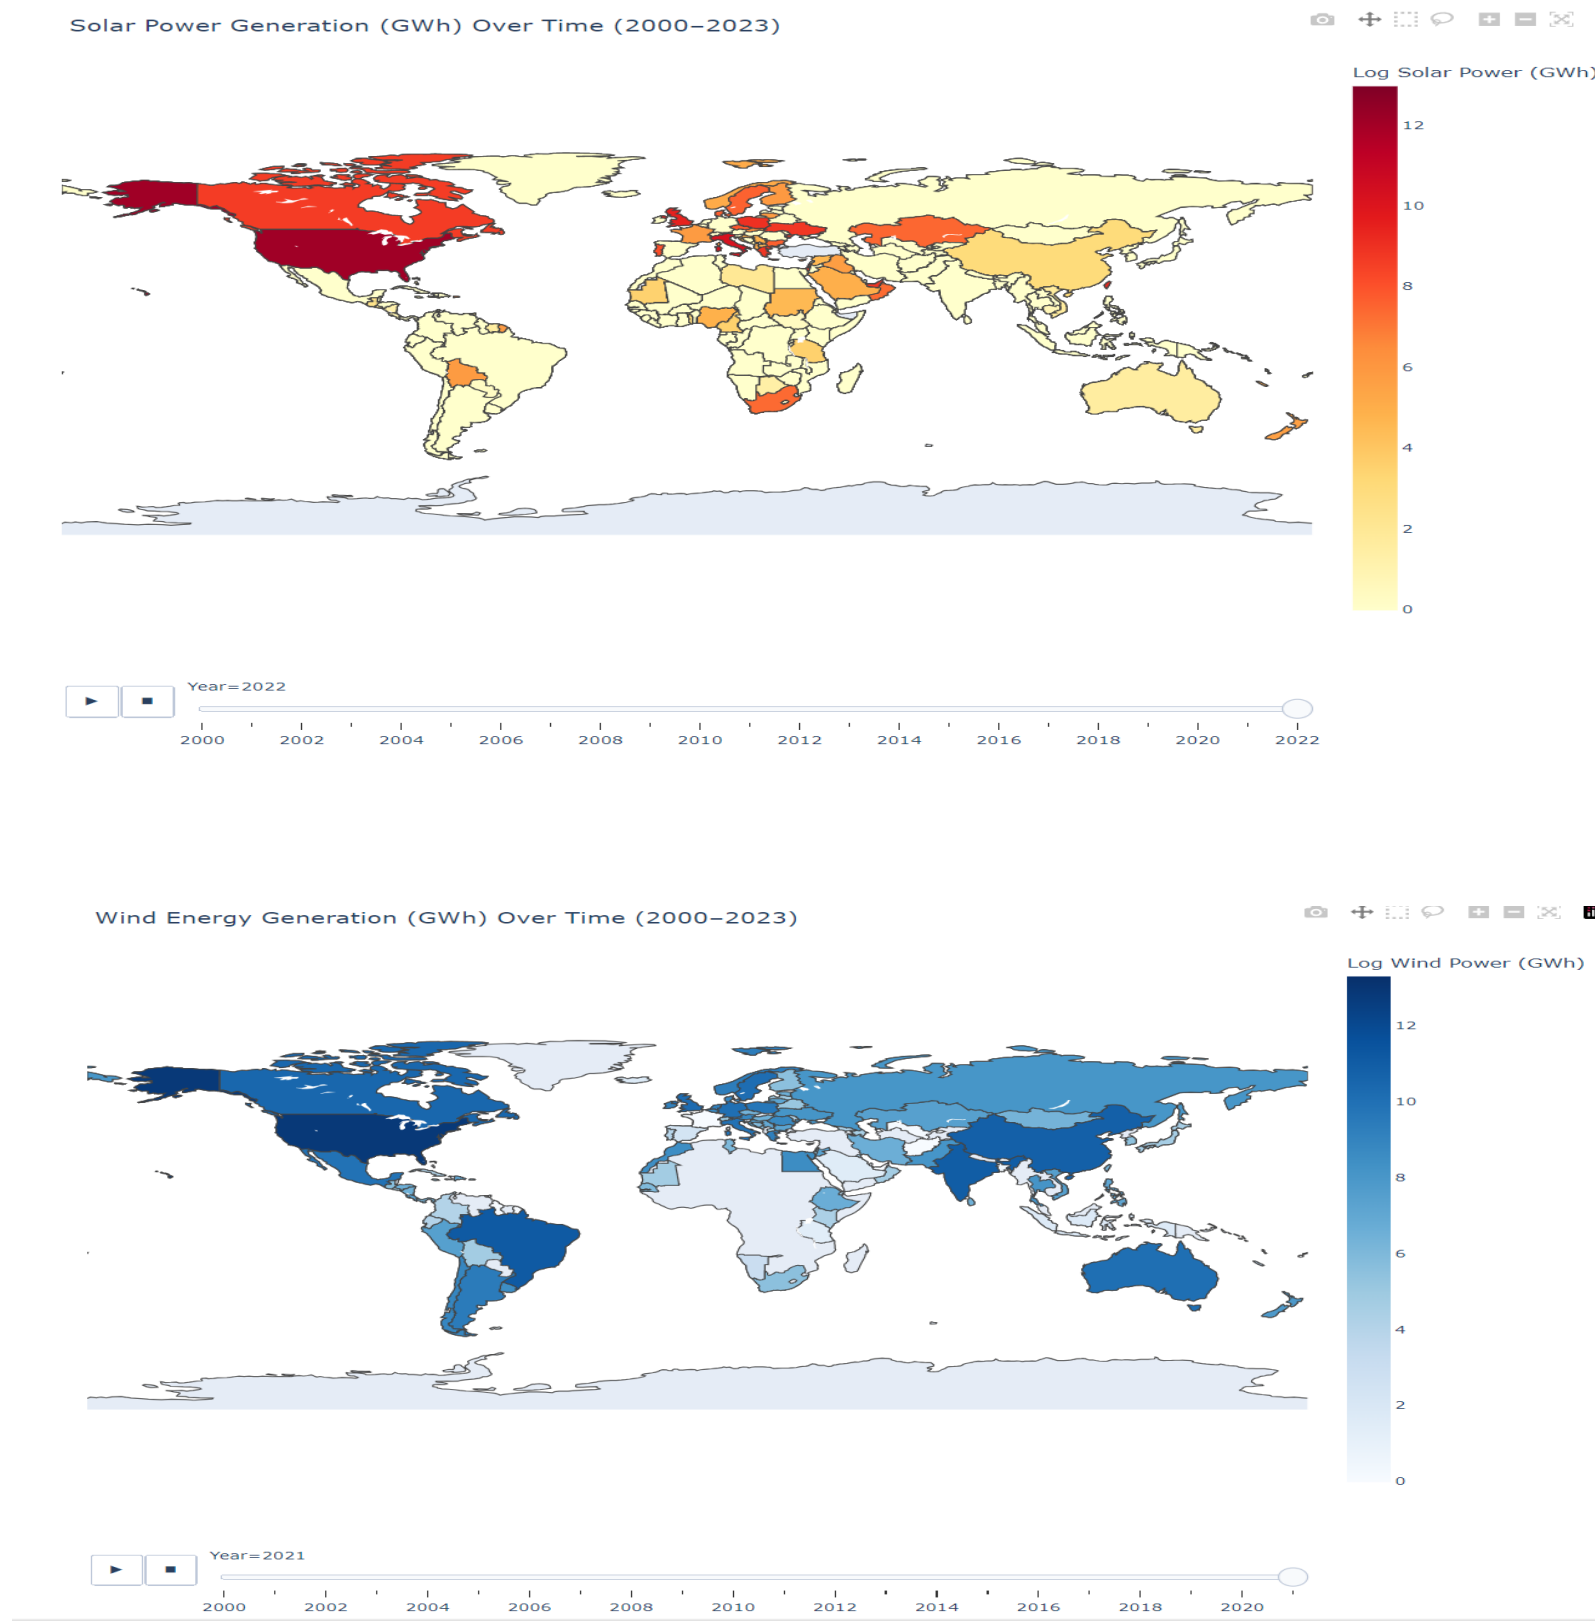 Solar Power Generation (GWh) Over Time (2000–2023)
Log Solar Power (GWh)
12
10
8
6
4
2
0
Year=2022
2000 2002 2004 2006 2008 2010 2012 2014 2016 2018 2020 2022
Wind Energy Generation (GWh) Over Time (2000–2023)
Log Wind Power (GWh)
12
10
8
6
4
2
0
Year=2021
2000 2002 2004 2006 2008 2010 2012 2014 2016 2018 2020